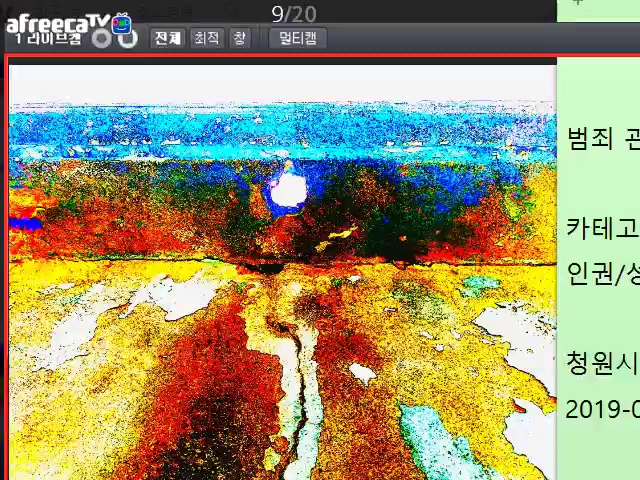 9/20
afreecaTV
1 라이브캠
전체 최적 창 멀티캠
범죄
카테고
인권/
청원시
2019-0